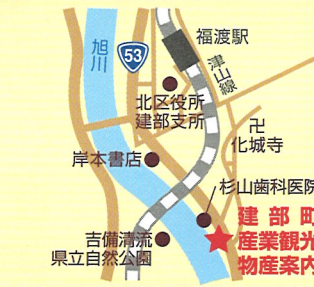 福渡駅
旭川
53
津山線
北区役所
建部支所
卍
化城寺
岸本書店
杉山歯科医院
建部町
産業観光
物産案内
吉備清流
県立自然公園